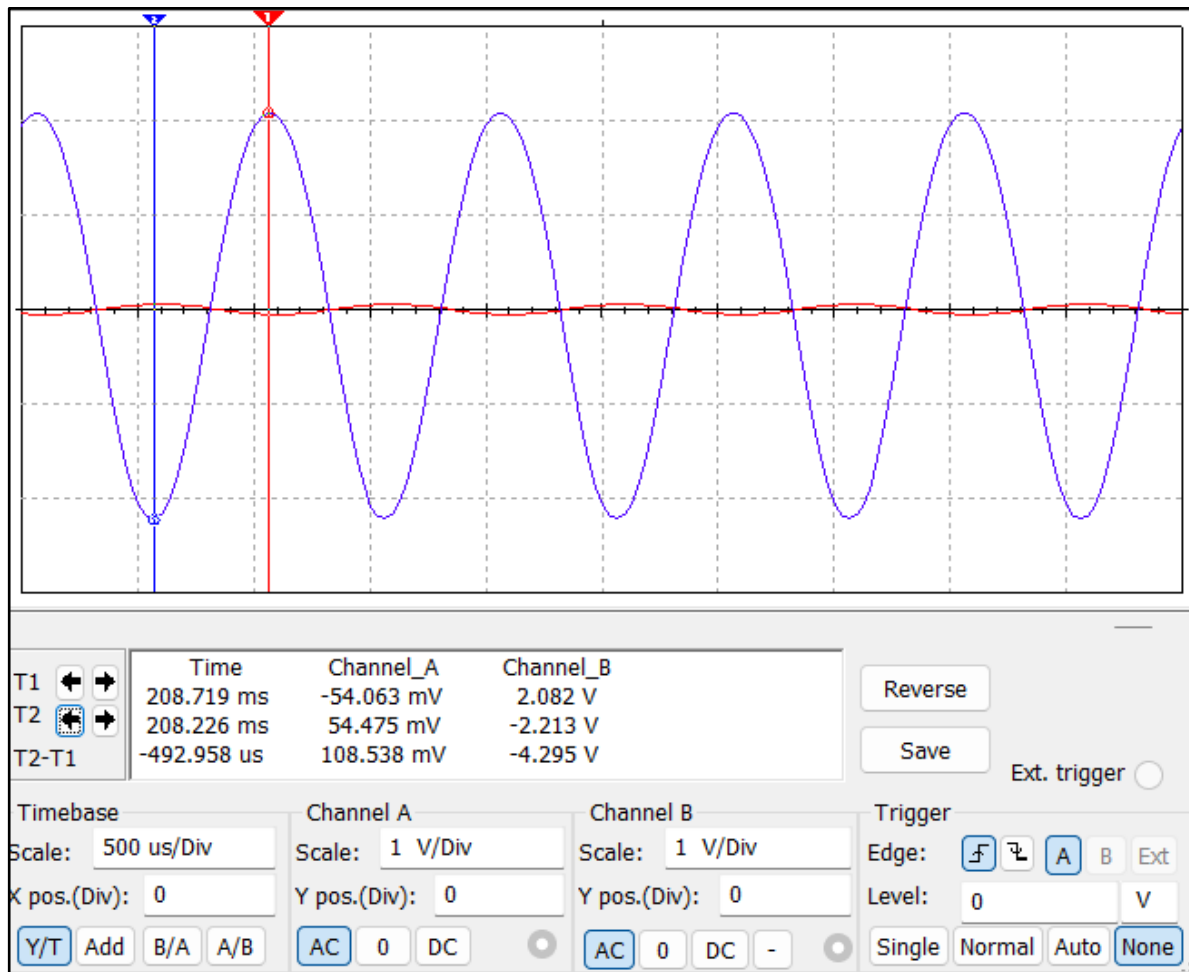 2 1
Time Channel_A Channel_B
T1 208.719 ms -54.063 mV 2.082 V
T2 208.226 ms 54.475 mV -2.213 V
T2-T1 -492.958 us 108.538 mV -4.295 V
Reverse
Save
Ext. trigger
Timebase Channel A Channel B Trigger
Scale: 500 us/Div Scale: 1 V/Div Scale: 1 V/Div Edge: A B Ext
X pos.(Div): 0 Y pos.(Div): 0 Y pos.(Div): 0 Level: 0 V
Y/T Add B/A A/B AC 0 DC AC 0 DC - Single Normal Auto None